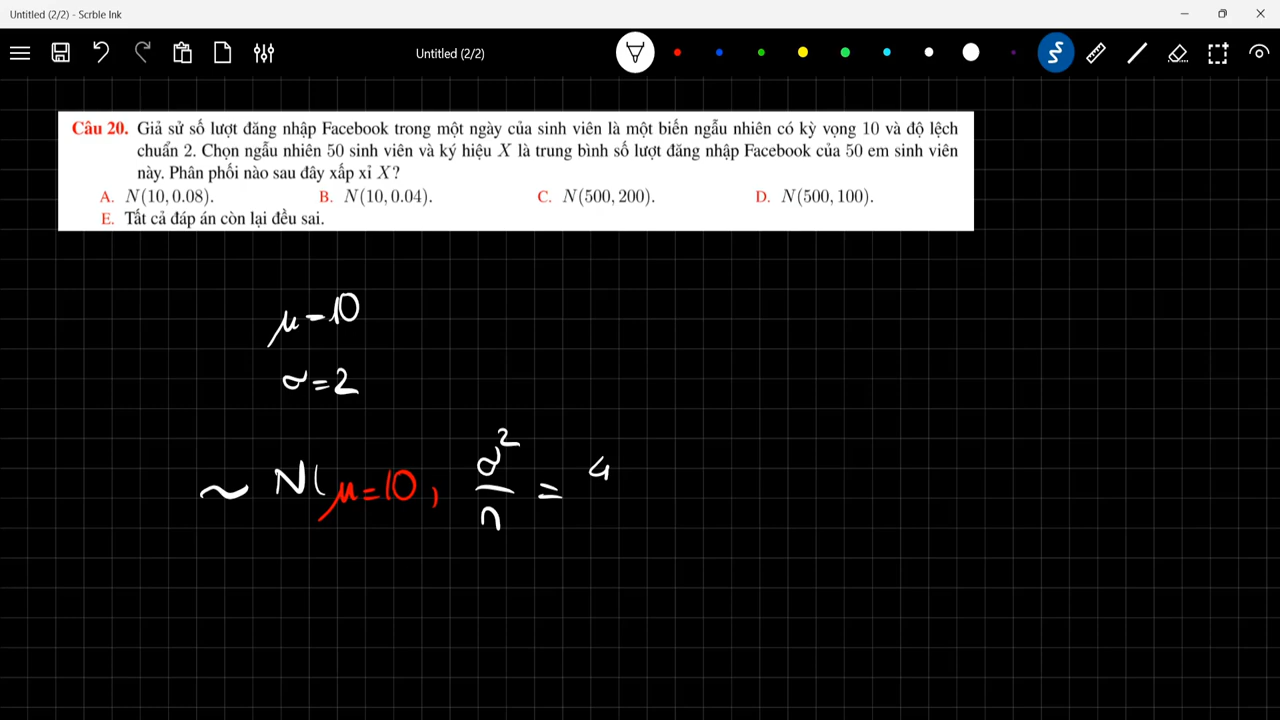 Untitled (2/2) - Scrble Ink
Untitled (2/2)
Câu 20. Giả sử số lượt đăng nhập Facebook trong một ngày của sinh viên là một biến ngẫu nhiên có kỳ vọng 10 và độ lệch
chuẩn 2. Chọn ngẫu nhiên 50 sinh viên và ký hiệu X là trung bình số lượt đăng nhập Facebook của 50 em sinh viên
này. Phân phối nào sau đây xấp xỉ X?
A. N(10, 0.08). B. N(10, 0.04). C. N(500, 200). D. N(500, 100).
E. Tất cả đáp án còn lại đều sai.
μ=10
σ=2
~ N(μ=10, σ²/n = 4